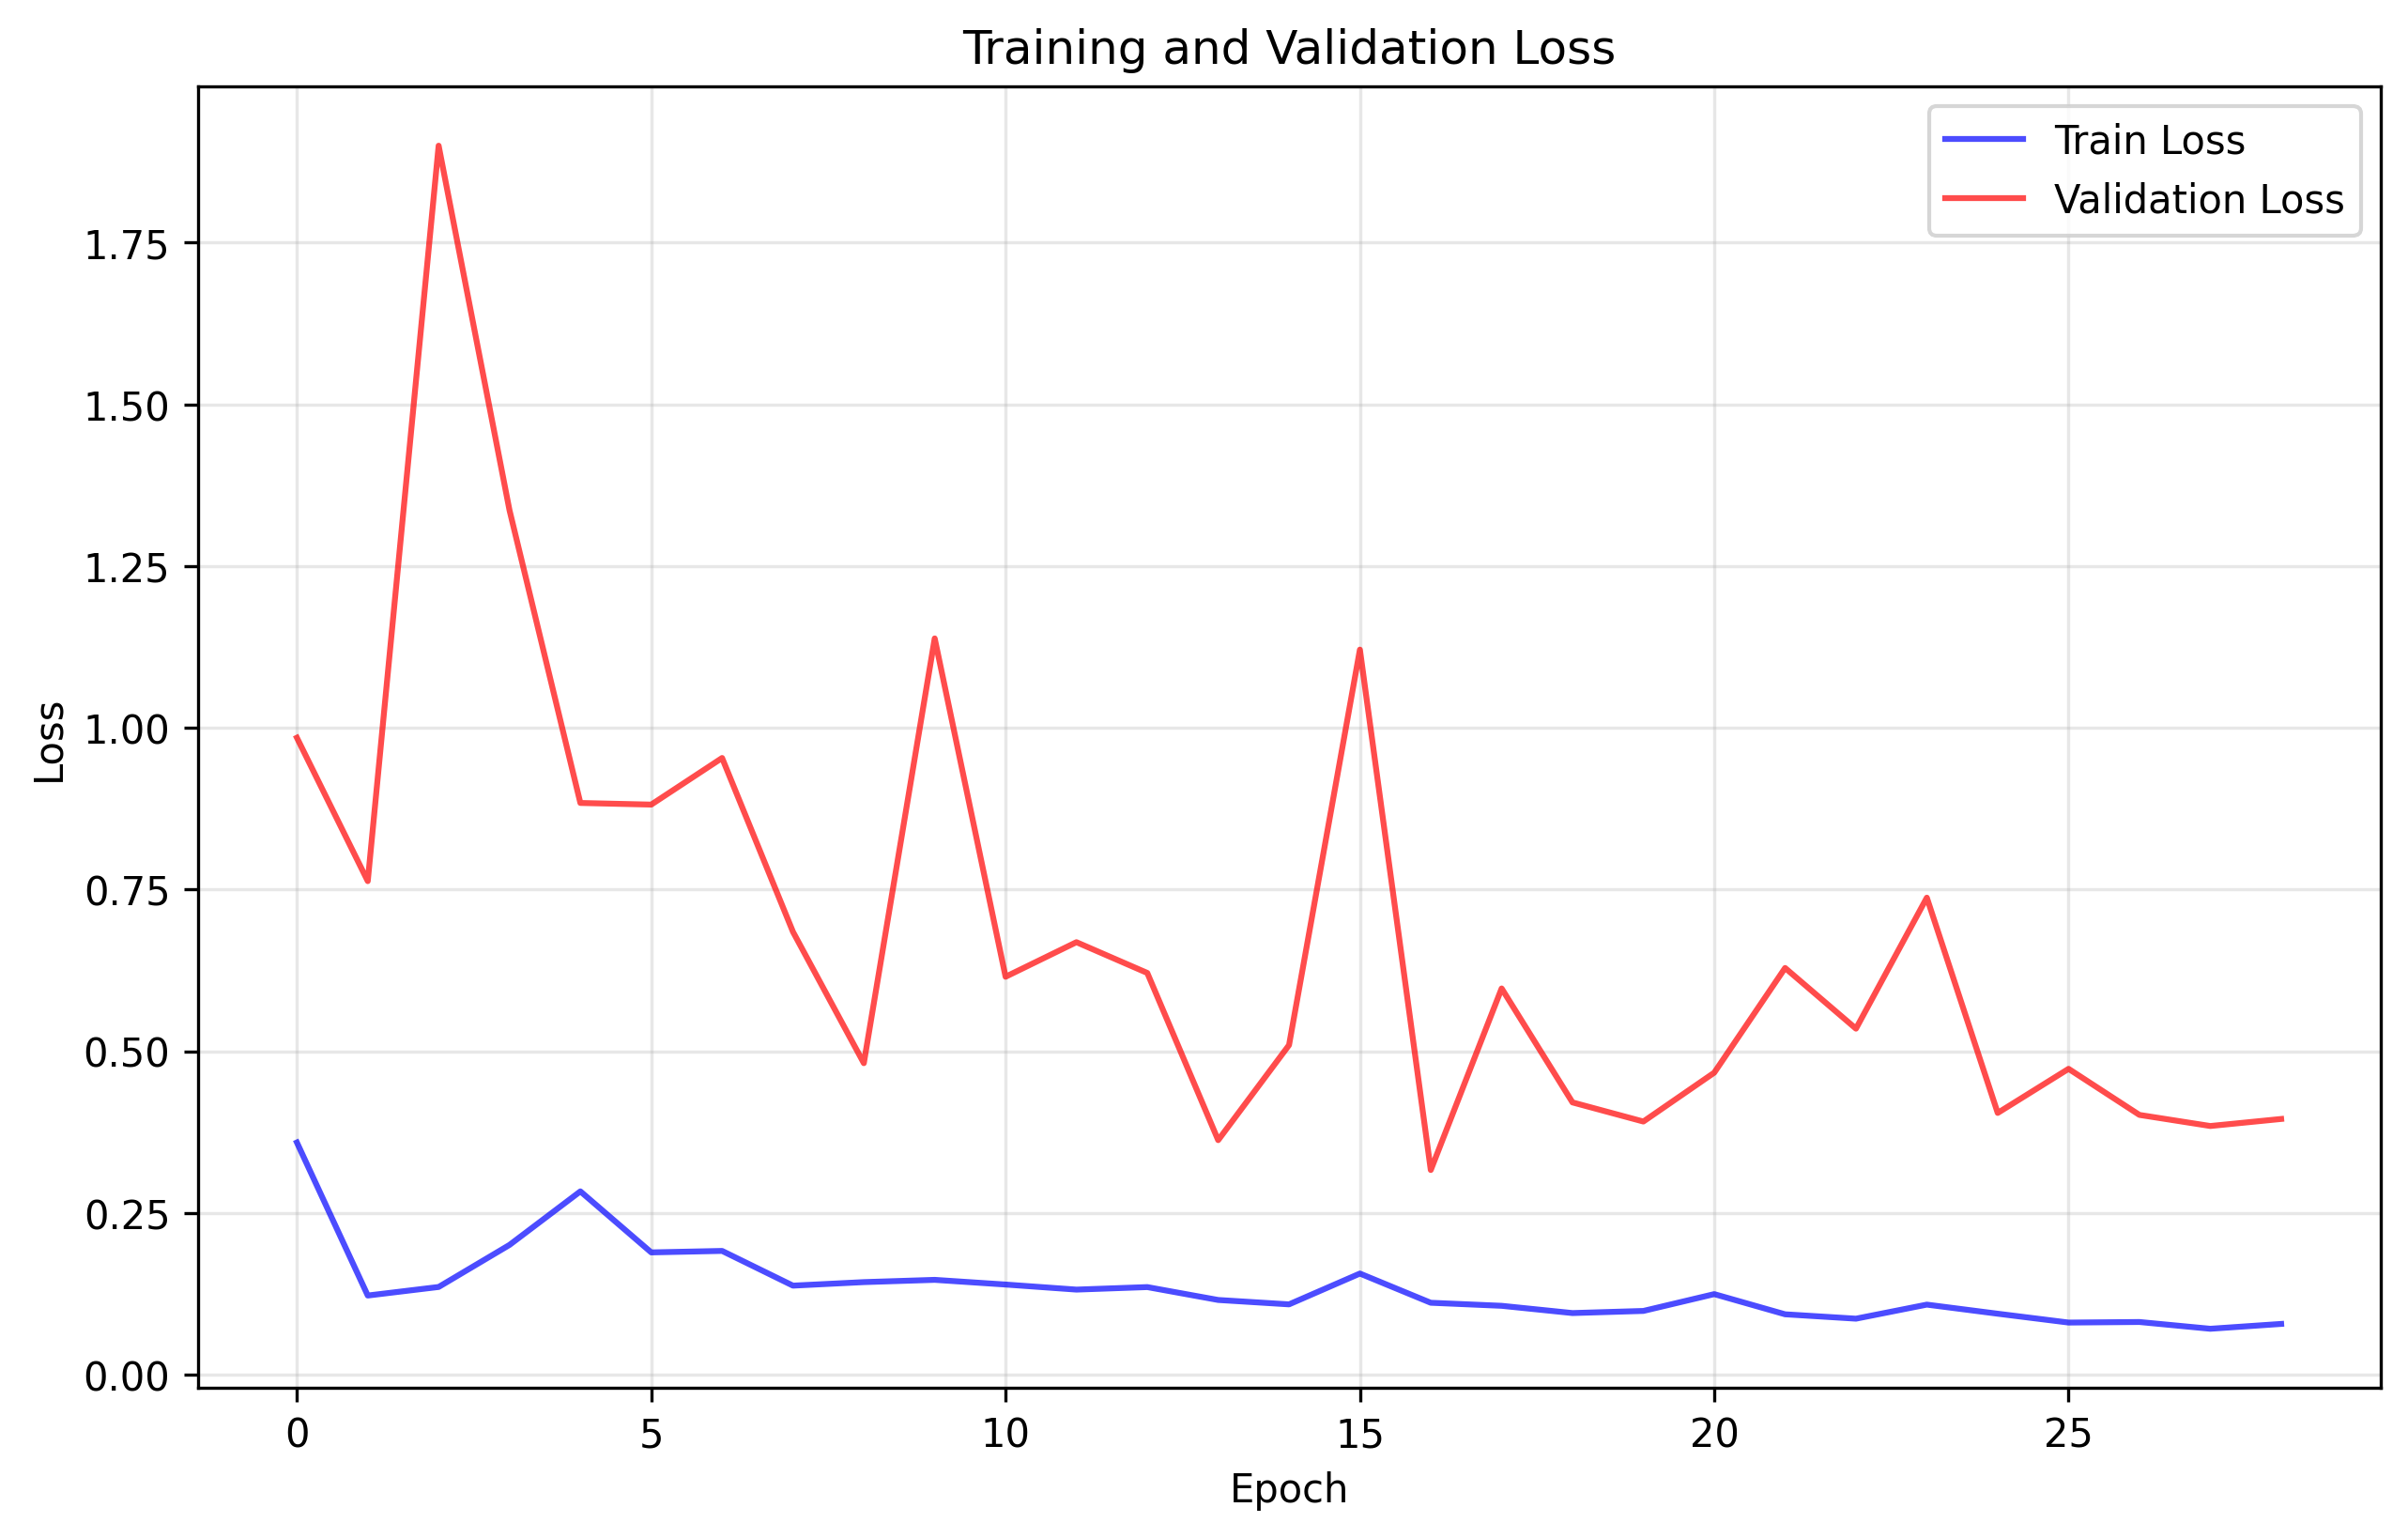 Training and Validation Loss
Train Loss
Validation Loss
1.75
1.50
1.25
1.00
0.75
0.50
0.25
0.00
Loss
0 5 10 15 20 25
Epoch